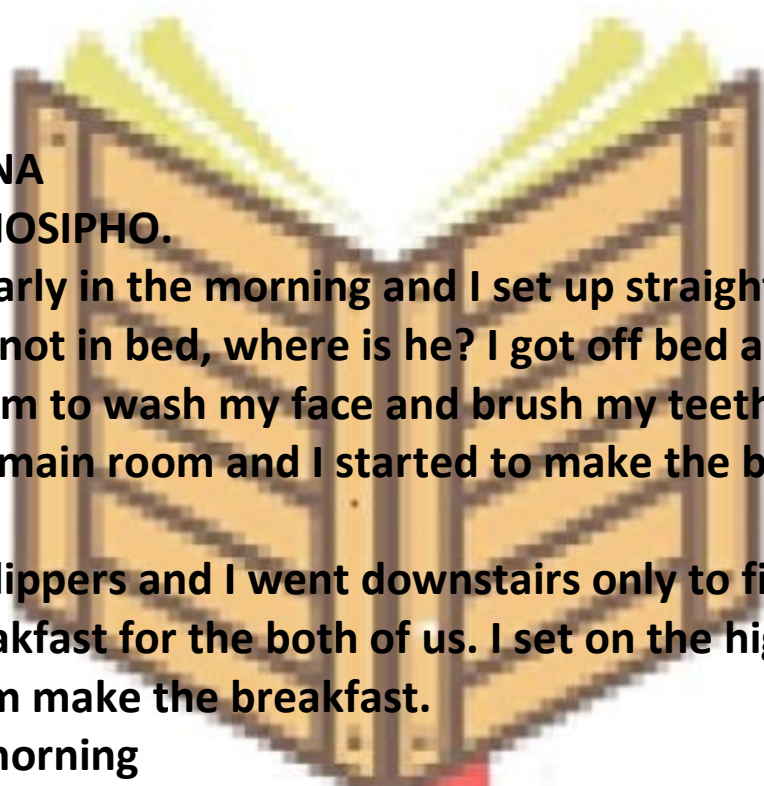 NA
NOSIPHO.
arly in the morning and I set up straight
not in bed, where is he? I got off bed a
m to wash my face and brush my teeth
main room and I started to make the b
lippers and I went downstairs only to fi
akfast for the both of us. I set on the hig
m make the breakfast.
morning